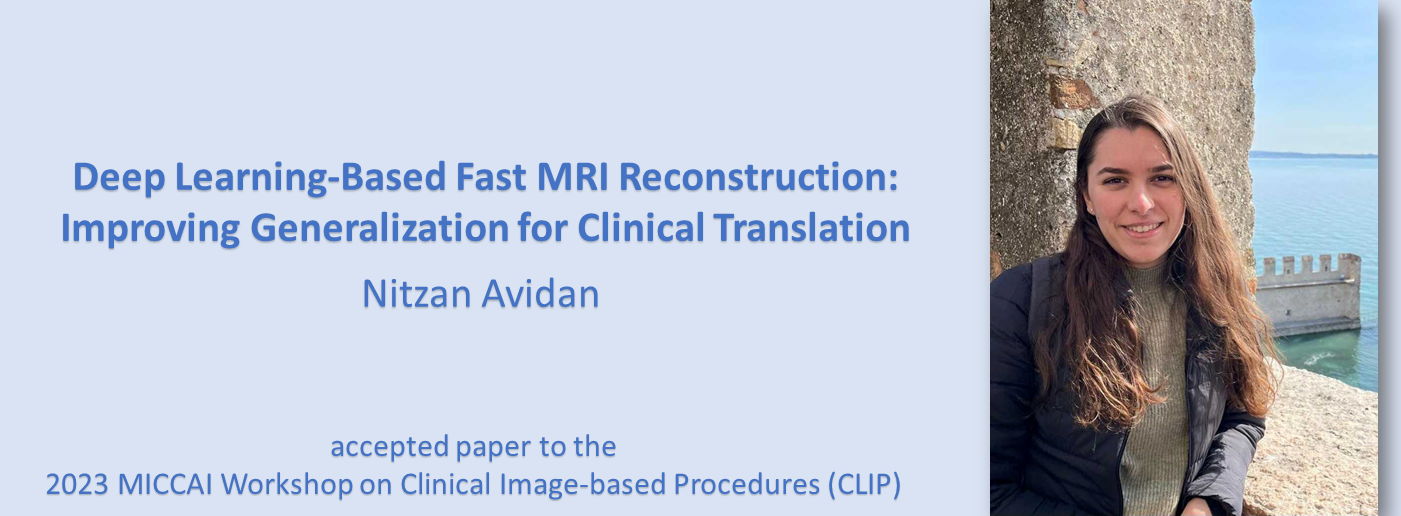 Deep Learning-Based Fast MRI Reconstruction:
Improving Generalization for Clinical Translation
Nitzan Avidan
accepted paper to the
2023 MICCAI Workshop on Clinical Image-based Procedures (CLIP)